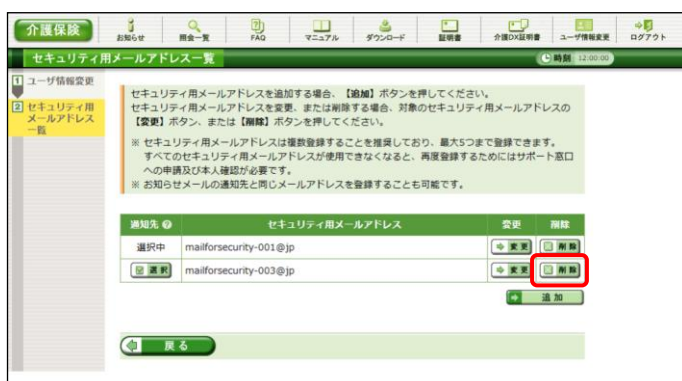 介護保険
お知らせ
照会一覧
FAQ
マニュアル
ダウンロード
証明書
介護DX証明書
ユーザ情報変更
ログアウト
セキュリティ用メールアドレス一覧
時刻 12:00:00
1 ユーザ情報変更
2 セキュリティ用
メールアドレス
一覧
セキュリティ用メールアドレスを追加する場合、【追加】ボタンを押してください。
セキュリティ用メールアドレスを変更、または削除する場合、対象のセキュリティ用メールアドレスの
【変更】ボタン、または【削除】ボタンを押してください。
※ セキュリティ用メールアドレスは複数登録することを推奨しており、最大5つまで登録できます。
すべてのセキュリティ用メールアドレスが使用できなくなると、再度登録するためにはサポート窓口
への申請及び本人確認が必要です。
※ お知らせメールの通知先と同じメールアドレスを登録することも可能です。
通知先 ? セキュリティ用メールアドレス 変更 削除
選択中 mailforsecurity-001@jp 変更 削除
選択 mailforsecurity-003@jp 変更 削除
追加
戻る